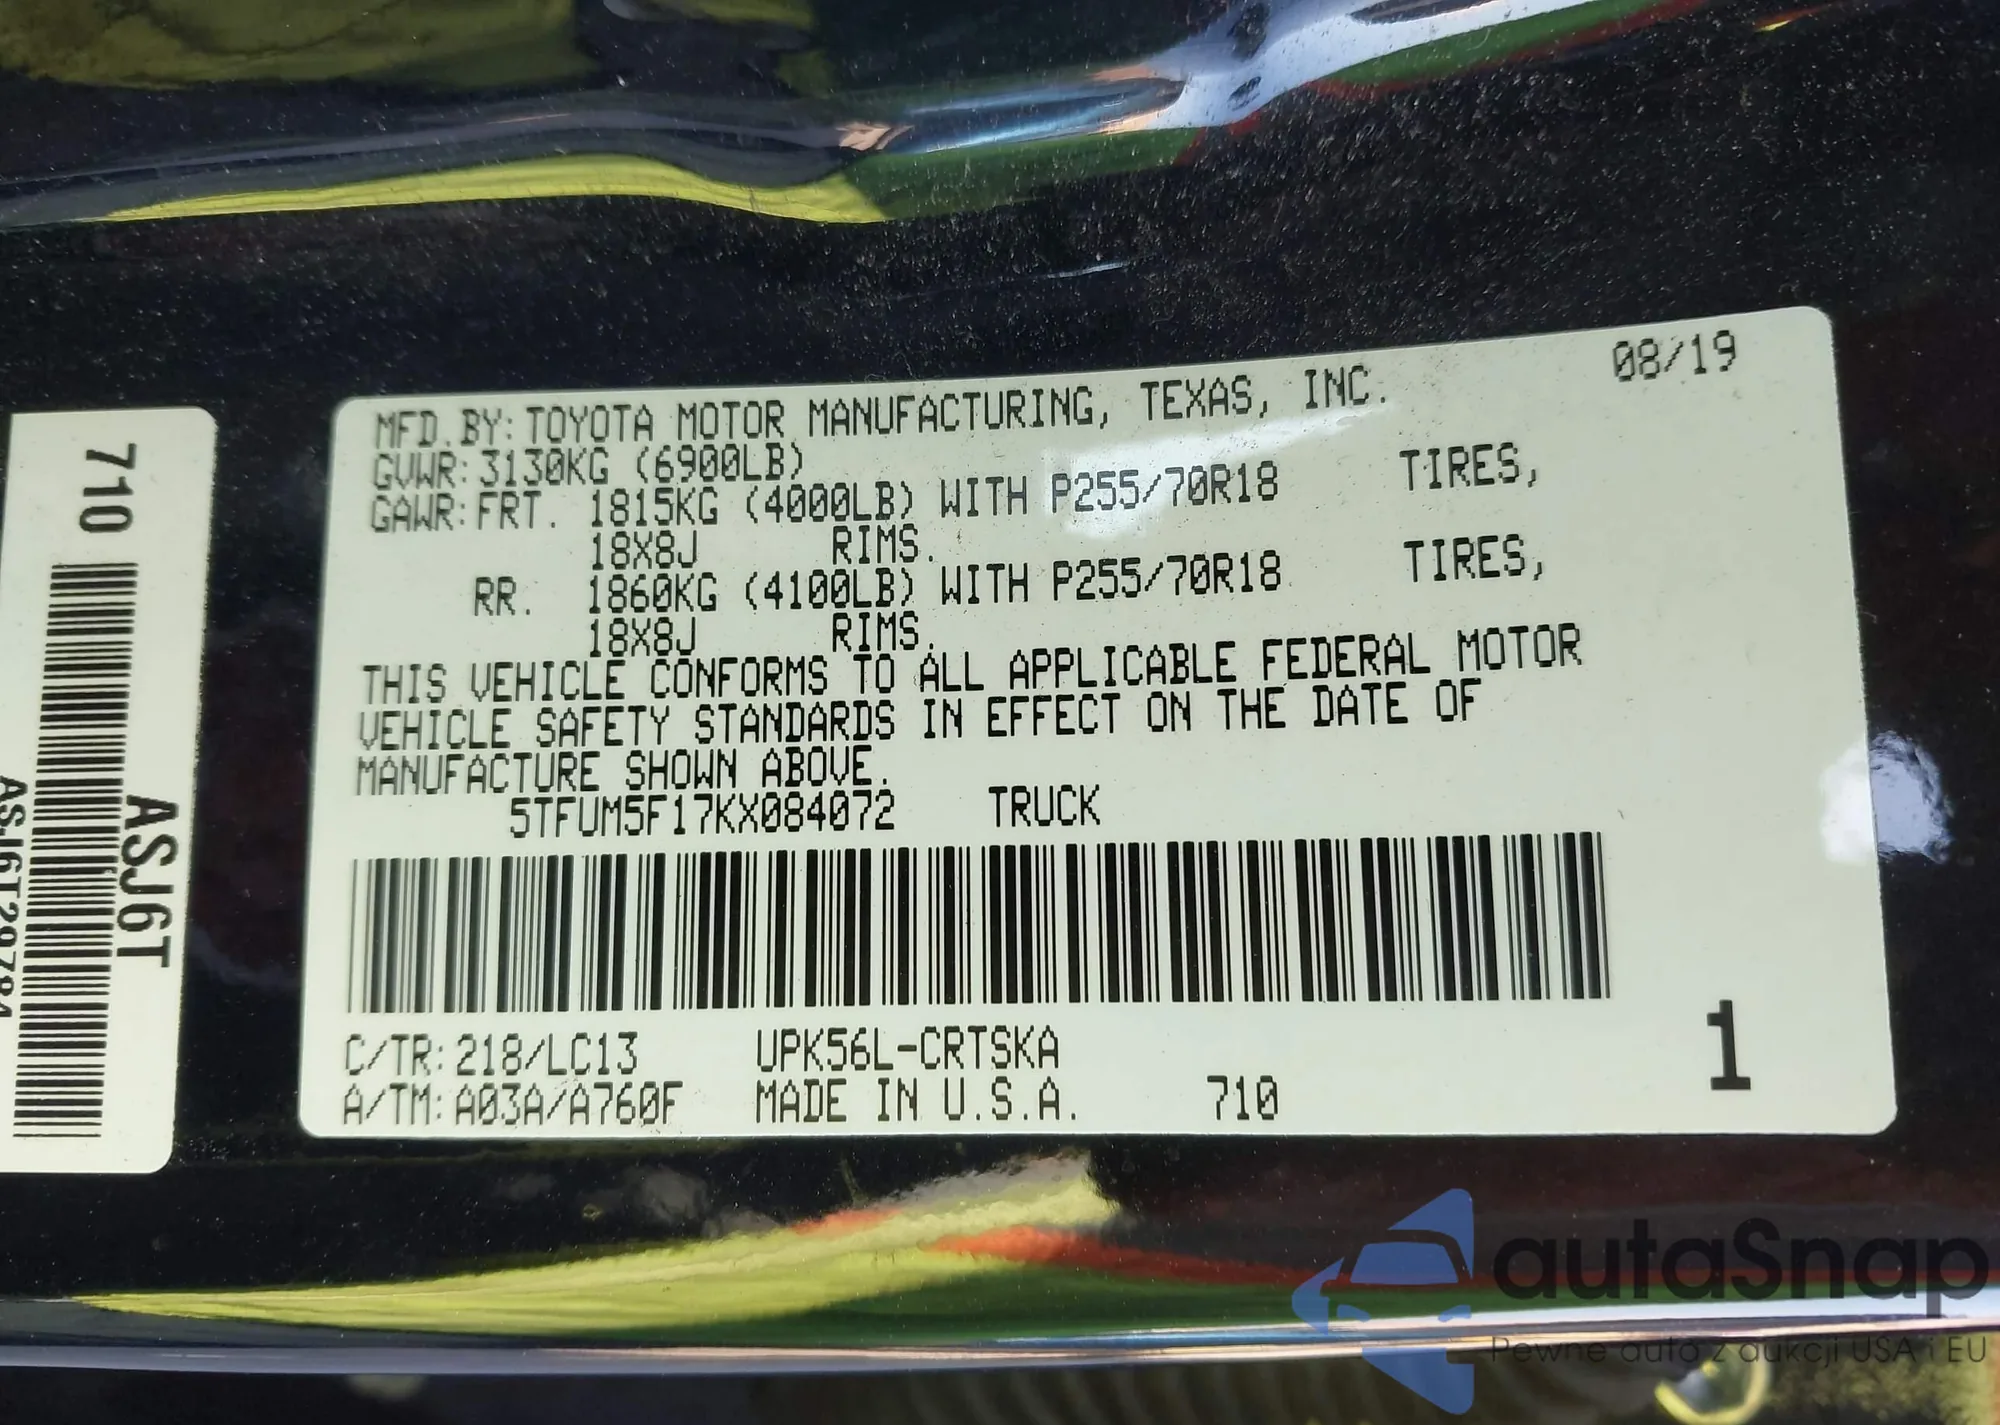 MFD.BY: TOYOTA MOTOR MANUFACTURING, TEXAS, INC. 08/19
GVWR: 3130KG (6900LB)
GAWR: FRT. 1815KG (4000LB) WITH P255/70R18 TIRES,
18X8J RIMS.
RR. 1860KG (4100LB) WITH P255/70R18 TIRES,
18X8J RIMS.
THIS VEHICLE CONFORMS TO ALL APPLICABLE FEDERAL MOTOR
VEHICLE SAFETY STANDARDS IN EFFECT ON THE DATE OF
MANUFACTURE SHOWN ABOVE.
5TFUM5F17KX084072 TRUCK
C/TR: 218/LC13 UPK56L-CRTSKA
A/TM: A03A/A760F MADE IN U.S.A. 710
1
710
ASJ6T
autaSnap
Pewne auta z aukcji USA i EU